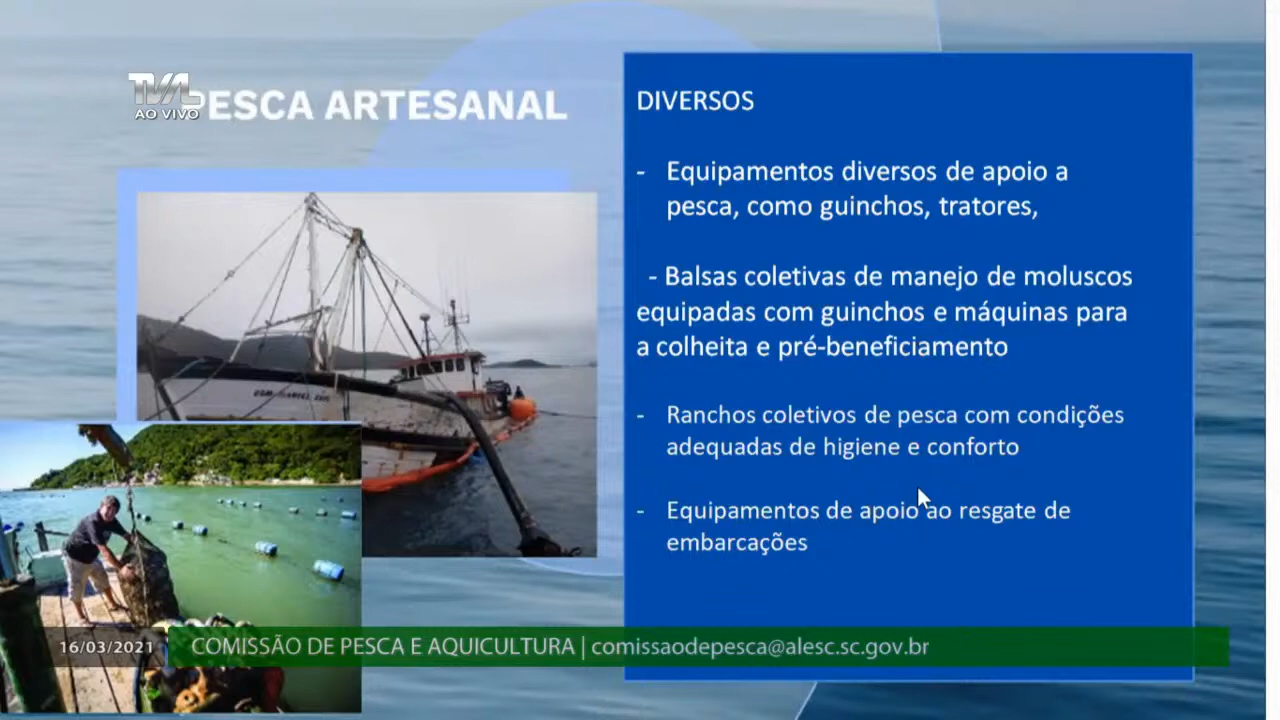 TVAL
AO VIVO
PESCA ARTESANAL
DIVERSOS
- Equipamentos diversos de apoio a
pesca, como guinchos, tratores,
- Balsas coletivas de manejo de moluscos
equipadas com guinchos e máquinas para
a colheita e pré-beneficiamento
- Ranchos coletivos de pesca com condições
adequadas de higiene e conforto
- Equipamentos de apoio ao resgate de
embarcações
16/03/2021
COMISSÃO DE PESCA E AQUICULTURA | comissaodepesca@alesc.sc.gov.br